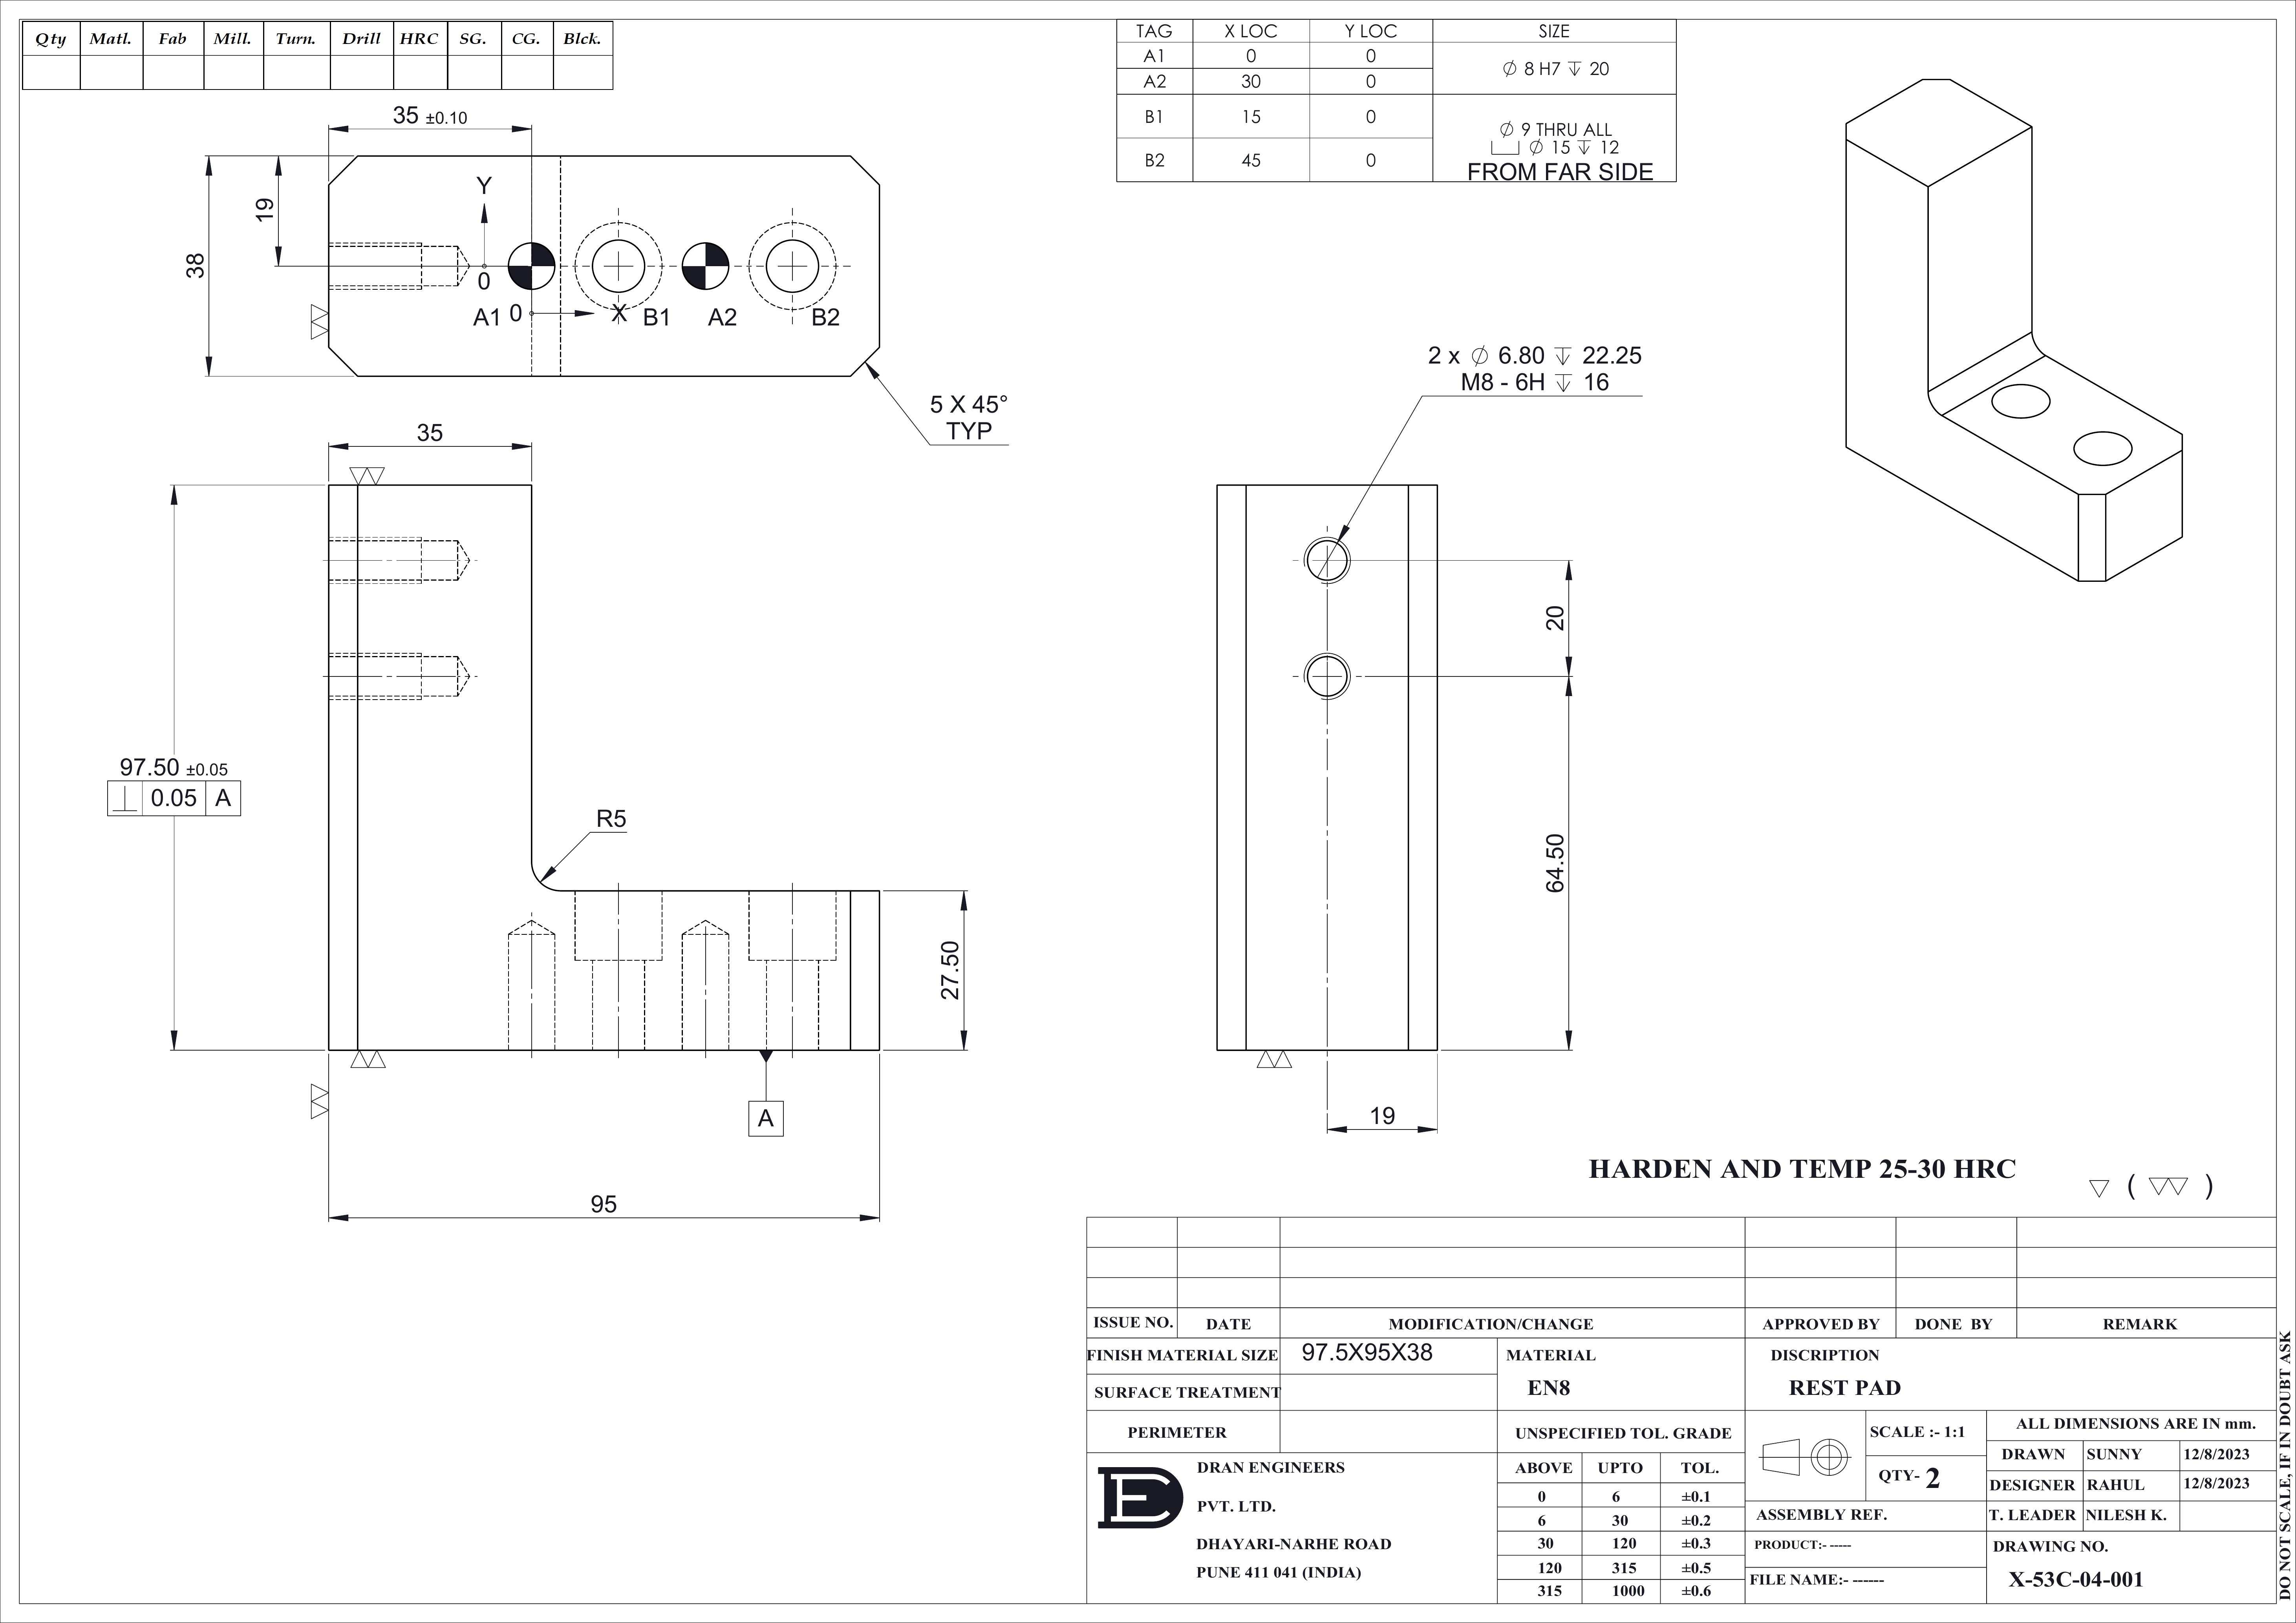 Qty Matl. Fab Mill. Turn. Drill HRC SG. CG. Blck.
TAG X LOC Y LOC SIZE
A1 0 0 ∅ 8 H7 ↧ 20
A2 30 0
B1 15 0 ∅ 9 THRU ALL
⌴ ∅ 15 ↧ 12
B2 45 0 FROM FAR SIDE
35 ±0.10
19
38
Y
0
A1 0 X B1 A2 B2
5 X 45°
TYP
35
97.50 ±0.05
⊥ 0.05 A
R5
27.50
A
95
2 x ∅ 6.80 ↧ 22.25
M8 - 6H ↧ 16
20
64.50
19
HARDEN AND TEMP 25-30 HRC
( )
ISSUE NO. DATE MODIFICATION/CHANGE APPROVED BY DONE BY REMARK
FINISH MATERIAL SIZE 97.5X95X38
SURFACE TREATMENT
PERIMETER
MATERIAL
EN8
DISCRIPTION
REST PAD
DRAN ENGINEERS
PVT. LTD.
DHAYARI-NARHE ROAD
PUNE 411 041 (INDIA)
UNSPECIFIED TOL. GRADE
ABOVE UPTO TOL.
0 6 ±0.1
6 30 ±0.2
30 120 ±0.3
120 315 ±0.5
315 1000 ±0.6
SCALE :- 1:1
QTY- 2
ASSEMBLY REF.
PRODUCT:- -----
FILE NAME:- ------
ALL DIMENSIONS ARE IN mm.
DRAWN SUNNY 12/8/2023
DESIGNER RAHUL 12/8/2023
T. LEADER NILESH K.
DRAWING NO.
X-53C-04-001
DO NOT SCALE, IF IN DOUBT ASK